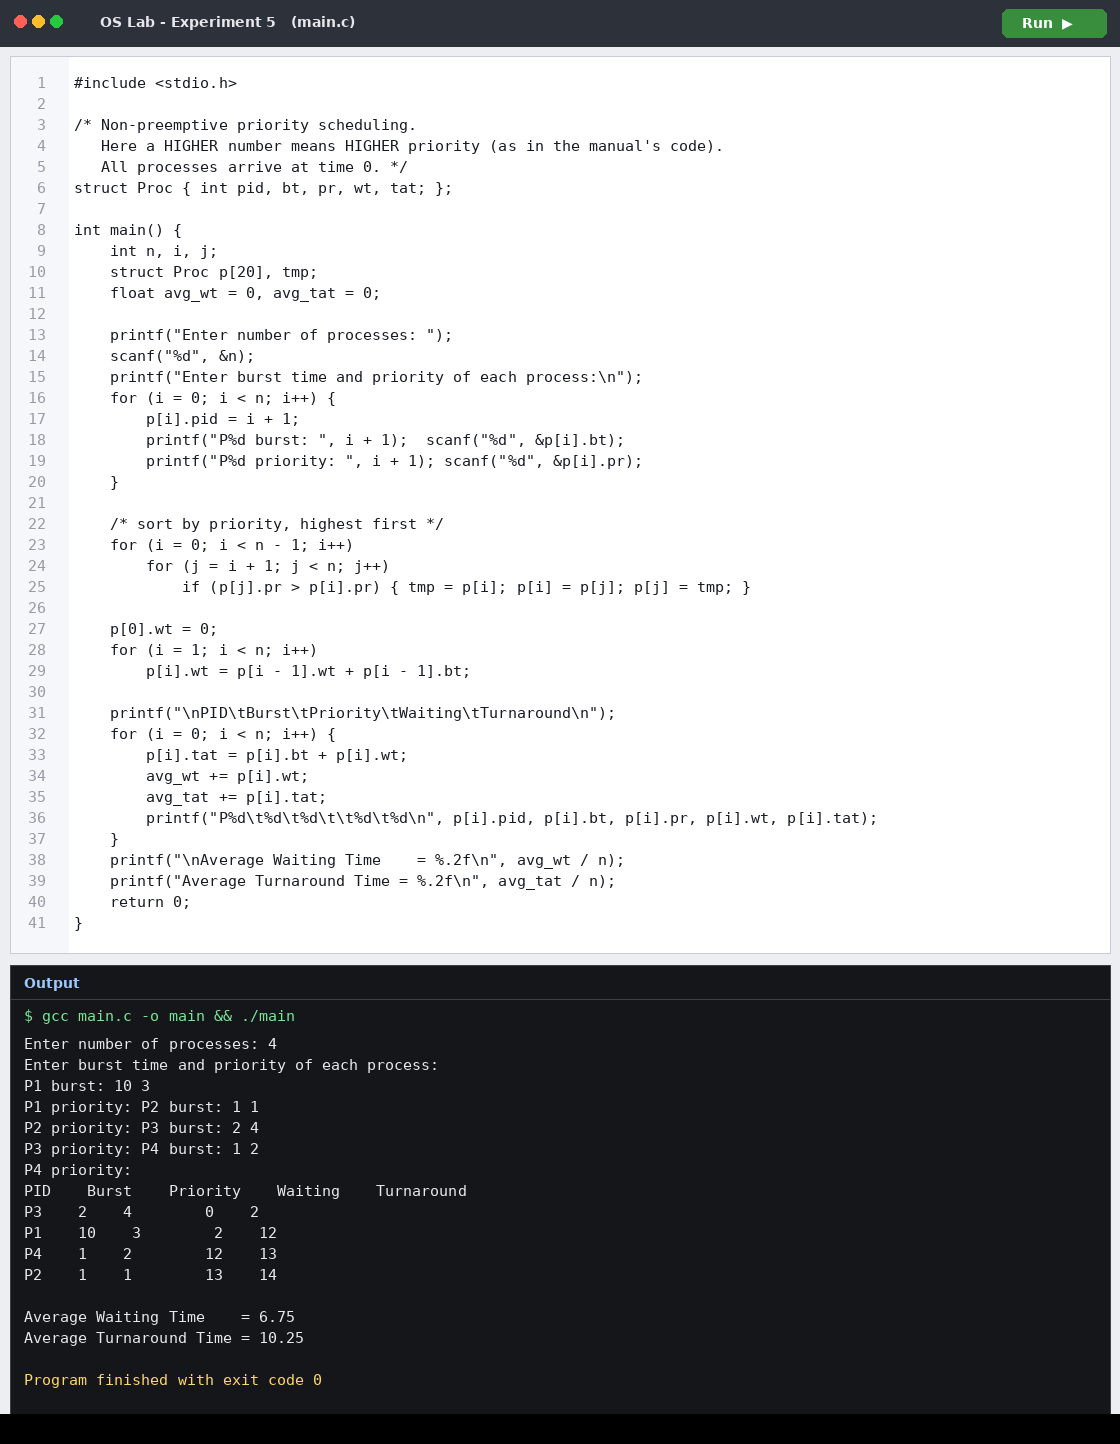 OS Lab - Experiment 5   (main.c)
Run ▶
1 #include <stdio.h>
2
3 /* Non-preemptive priority scheduling.
4    Here a HIGHER number means HIGHER priority (as in the manual's code).
5    All processes arrive at time 0. */
6 struct Proc { int pid, bt, pr, wt, tat; };
7
8 int main() {
9     int n, i, j;
10     struct Proc p[20], tmp;
11     float avg_wt = 0, avg_tat = 0;
12
13     printf("Enter number of processes: ");
14     scanf("%d", &n);
15     printf("Enter burst time and priority of each process:\n");
16     for (i = 0; i < n; i++) {
17         p[i].pid = i + 1;
18         printf("P%d burst: ", i + 1);  scanf("%d", &p[i].bt);
19         printf("P%d priority: ", i + 1); scanf("%d", &p[i].pr);
20     }
21
22     /* sort by priority, highest first */
23     for (i = 0; i < n - 1; i++)
24         for (j = i + 1; j < n; j++)
25             if (p[j].pr > p[i].pr) { tmp = p[i]; p[i] = p[j]; p[j] = tmp; }
26
27     p[0].wt = 0;
28     for (i = 1; i < n; i++)
29         p[i].wt = p[i - 1].wt + p[i - 1].bt;
30
31     printf("\nPID\tBurst\tPriority\tWaiting\tTurnaround\n");
32     for (i = 0; i < n; i++) {
33         p[i].tat = p[i].bt + p[i].wt;
34         avg_wt += p[i].wt;
35         avg_tat += p[i].tat;
36         printf("P%d\t%d\t%d\t\t%d\t%d\n", p[i].pid, p[i].bt, p[i].pr, p[i].wt, p[i].tat);
37     }
38     printf("\nAverage Waiting Time    = %.2f\n", avg_wt / n);
39     printf("Average Turnaround Time = %.2f\n", avg_tat / n);
40     return 0;
41 }
Output
$ gcc main.c -o main && ./main
Enter number of processes: 4
Enter burst time and priority of each process:
P1 burst: 10 3
P1 priority: P2 burst: 1 1
P2 priority: P3 burst: 2 4
P3 priority: P4 burst: 1 2
P4 priority:
PID    Burst    Priority    Waiting    Turnaround
P3    2    4        0    2
P1    10    3        2    12
P4    1    2        12    13
P2    1    1        13    14

Average Waiting Time    = 6.75
Average Turnaround Time = 10.25

Program finished with exit code 0